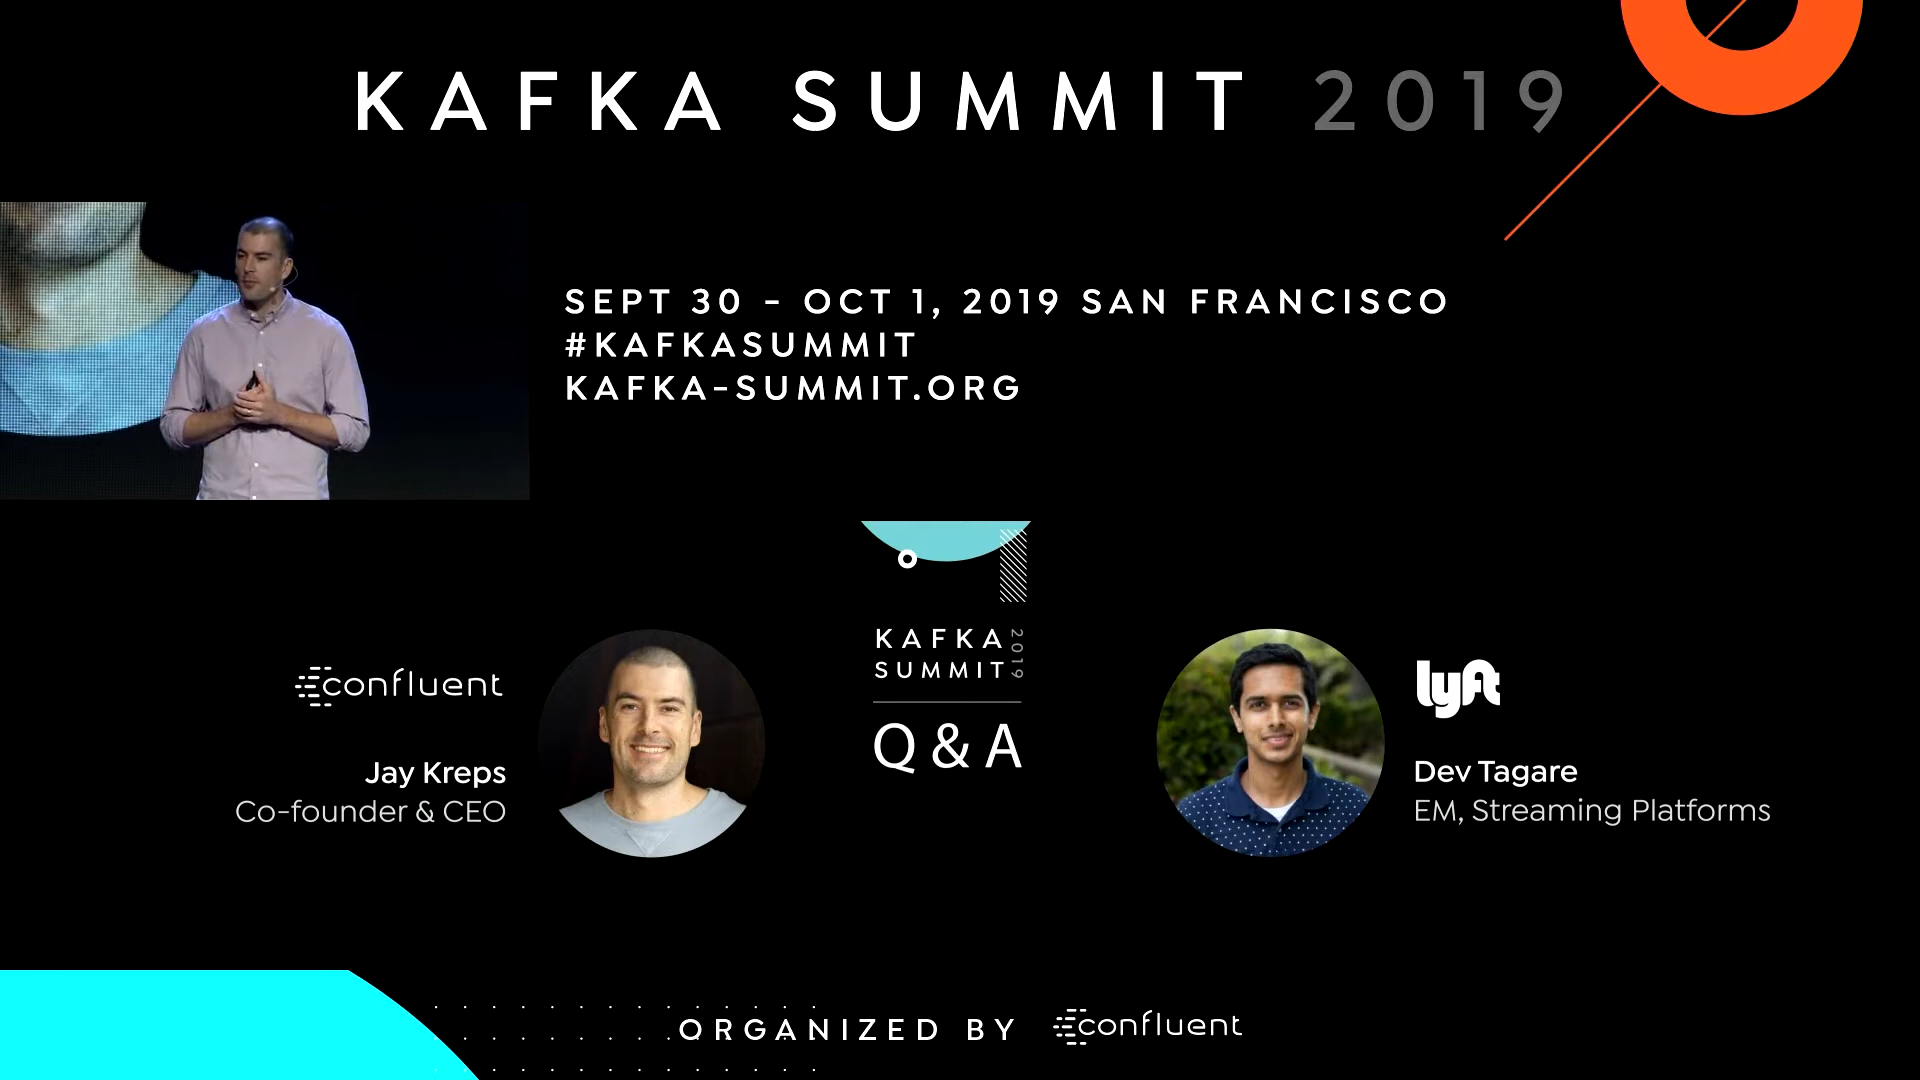 KAFKA SUMMIT 2019
SEPT 30 - OCT 1, 2019 SAN FRANCISCO
#KAFKASUMMIT
KAFKA-SUMMIT.ORG
confluent
Jay Kreps
Co-founder & CEO
KAFKA
SUMMIT
2019
Q&A
lyft
Dev Tagare
EM, Streaming Platforms
ORGANIZED BY confluent